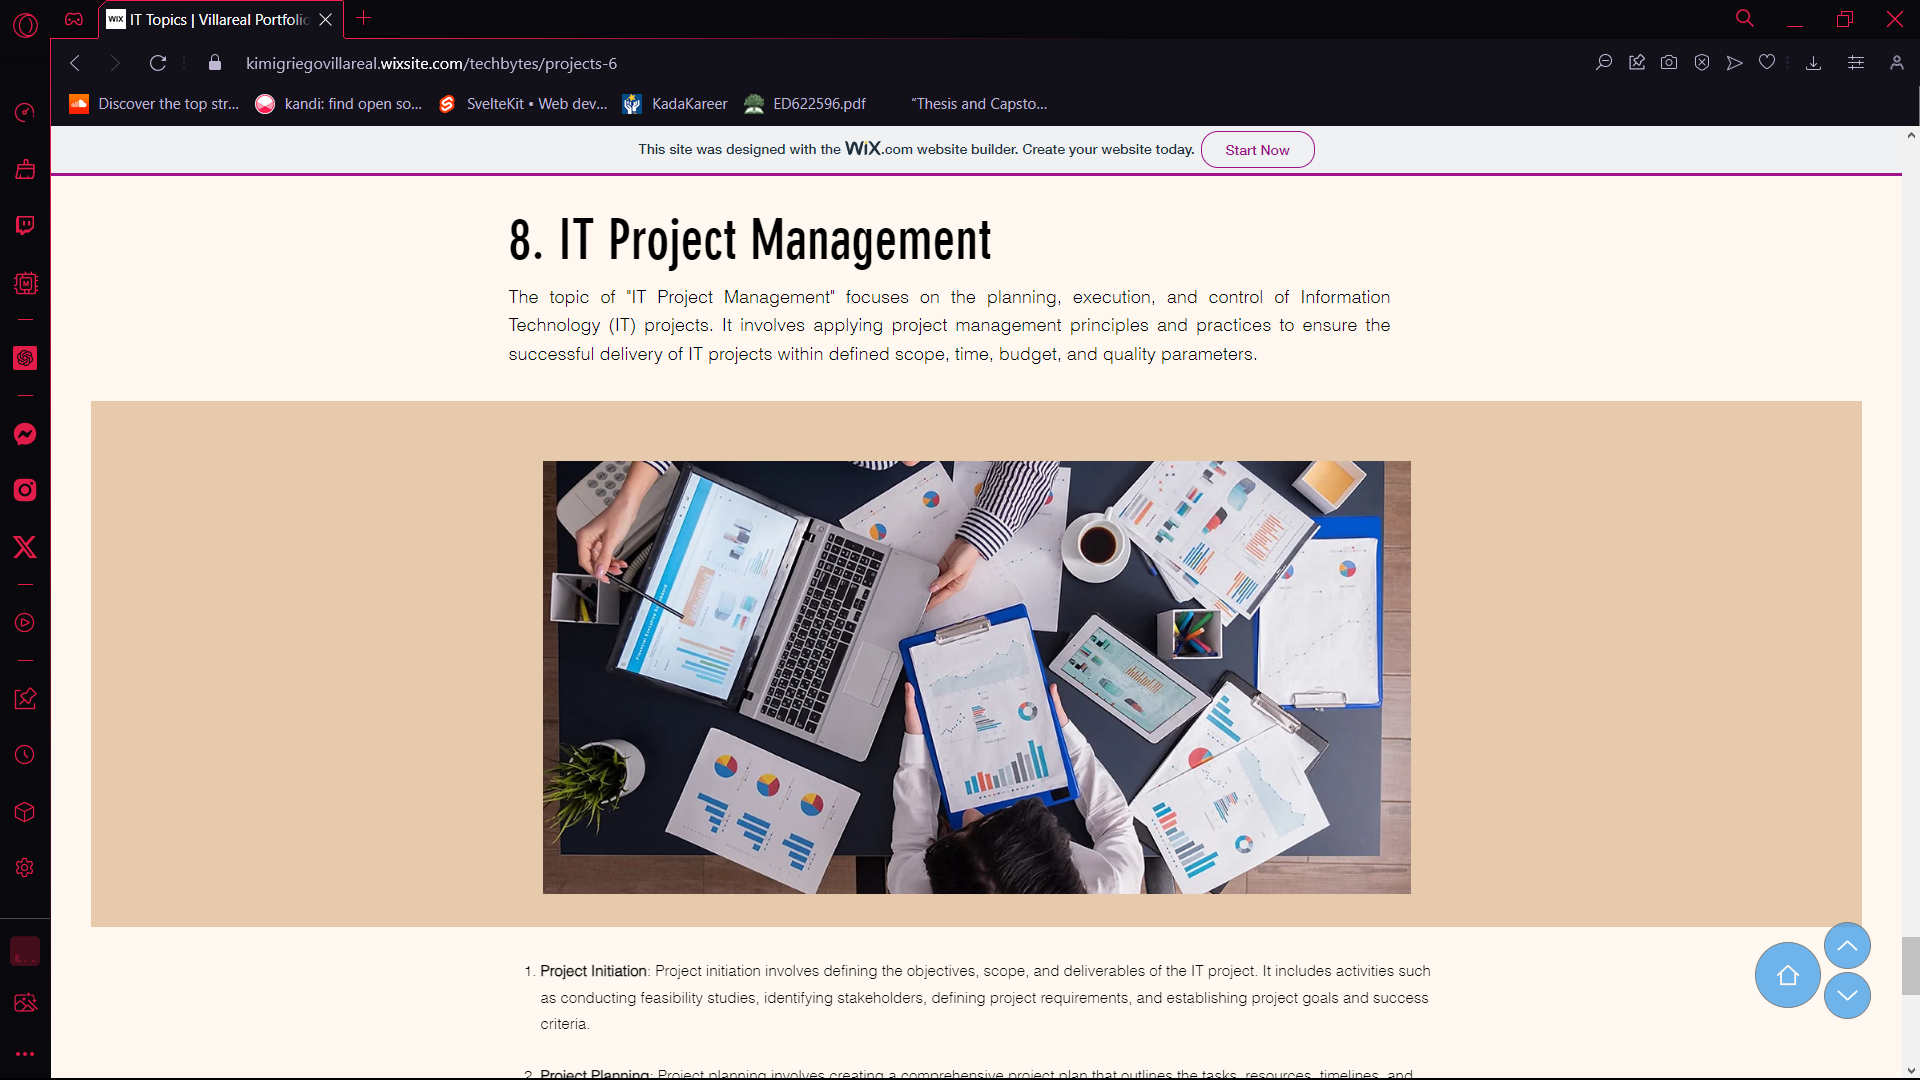 IT Topics | Villareal Portfolio
kimigriegovillareal.wixsite.com/techbytes/projects-6
Discover the top str...
kandi: find open so...
SvelteKit • Web dev...
KadaKareer
ED622596.pdf
"Thesis and Capsto...
This site was designed with the WiX.com website builder. Create your website today.
Start Now
8. IT Project Management
The topic of "IT Project Management" focuses on the planning, execution, and control of Information
Technology (IT) projects. It involves applying project management principles and practices to ensure the
successful delivery of IT projects within defined scope, time, budget, and quality parameters.
1. Project Initiation: Project initiation involves defining the objectives, scope, and deliverables of the IT project. It includes activities such
as conducting feasibility studies, identifying stakeholders, defining project requirements, and establishing project goals and success
criteria.
2. Project Planning: Project planning involves creating a comprehensive project plan that outlines the tasks, resources, timelines, and